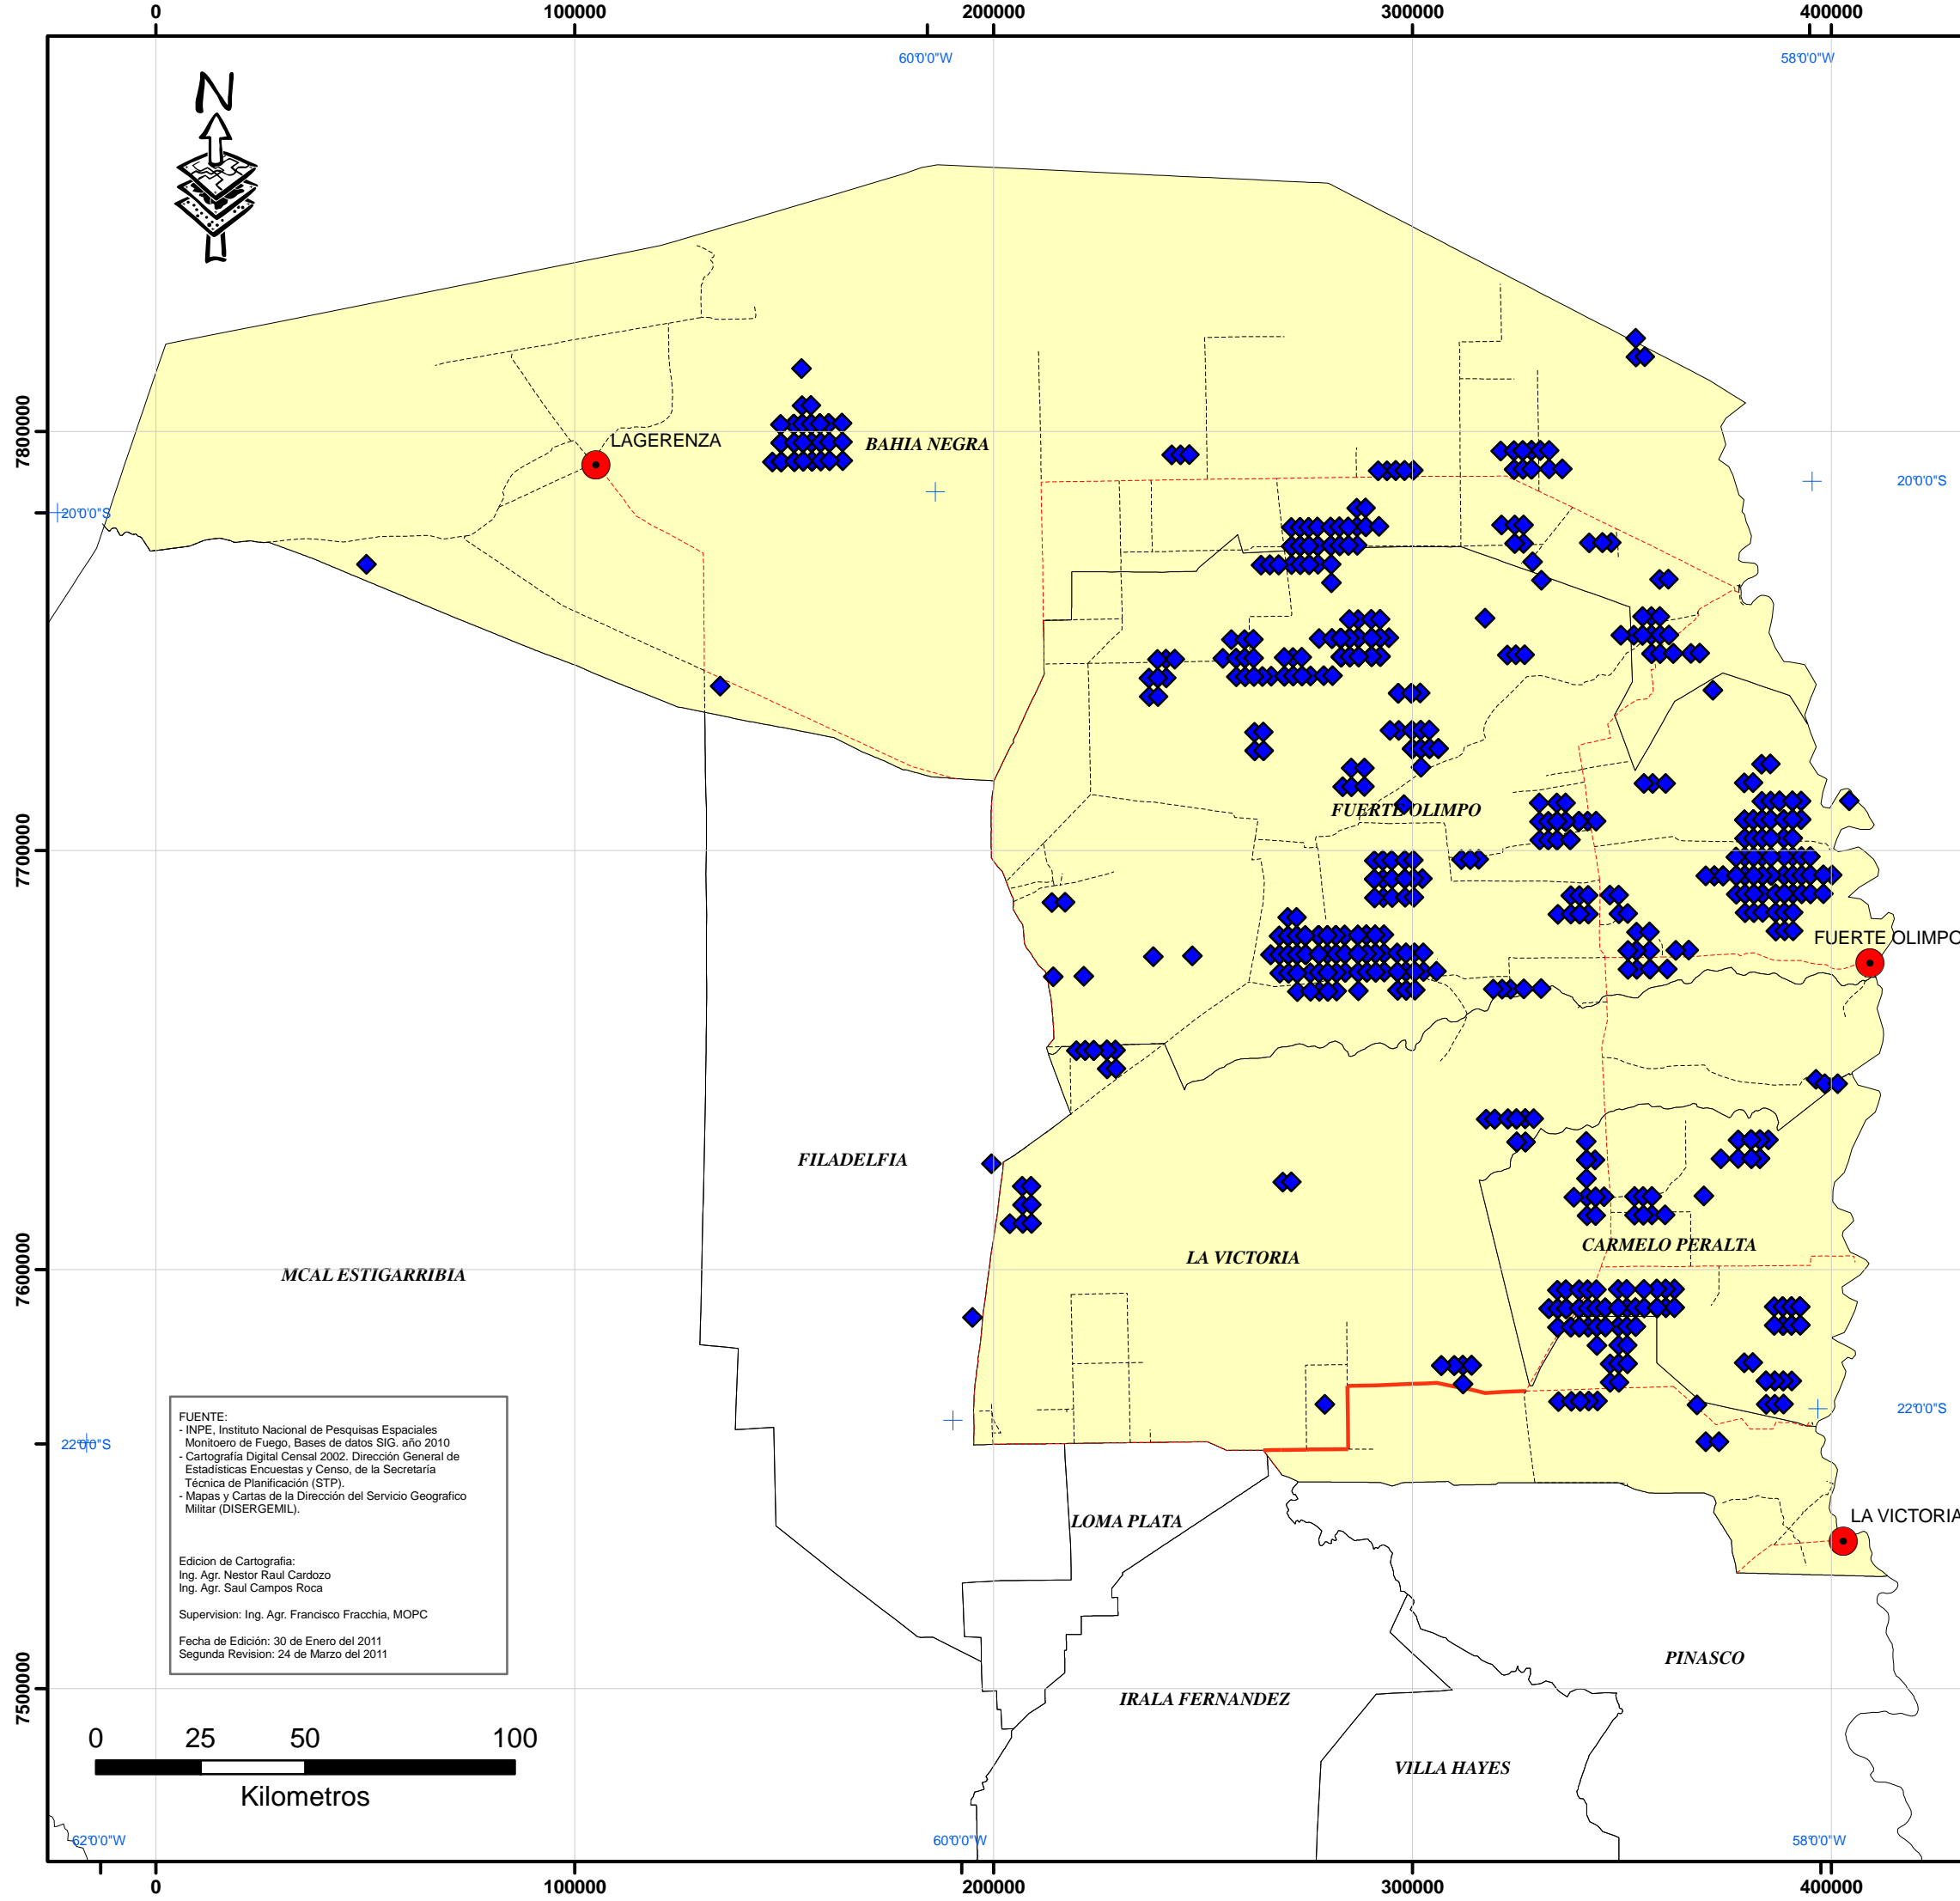 0 100000 200000 300000 400000
60°0'0"W 58°0'0"W
N
7800000
LAGERENZA
BAHIA NEGRA
20°0'0"S
20°0'0"S
7700000
FUERTE OLIMPO
FUERTE OLIMPO
FILADELFIA
LA VICTORIA
CARMELO PERALTA
7600000
MCAL ESTIGARRIBIA
22°0'0"S
22°0'0"S
FUENTE:
- INPE, Instituto Nacional de Pesquisas Espaciales
Monitoero de Fuego, Bases de datos SIG. año 2010
- Cartografía Digital Censal 2002. Dirección General de
Estadísticas Encuestas y Censo, de la Secretaría
Técnica de Planificación (STP).
- Mapas y Cartas de la Dirección del Servicio Geografico
Militar (DISERGEMIL).
Edicion de Cartografia:
Ing. Agr. Nestor Raul Cardozo
Ing. Agr. Saul Campos Roca
Supervision: Ing. Agr. Francisco Fracchia, MOPC
Fecha de Edición: 30 de Enero del 2011
Segunda Revision: 24 de Marzo del 2011
LOMA PLATA
LA VICTORIA
PINASCO
7500000
IRALA FERNANDEZ
VILLA HAYES
0 25 50 100
Kilometros
62°0'0"W 60°0'0"W 58°0'0"W
0 100000 200000 300000 400000